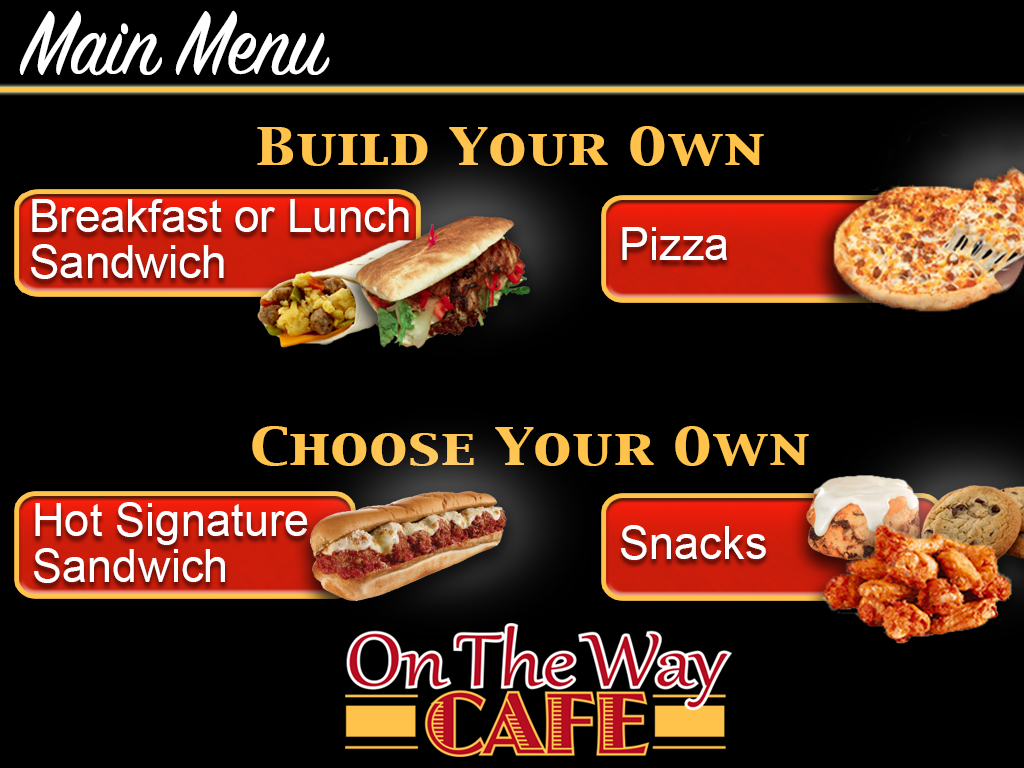 Main Menu
Build Your Own
Breakfast or Lunch
Sandwich
Pizza
Choose Your Own
Hot Signature
Sandwich
Snacks
On The Way
CAFE